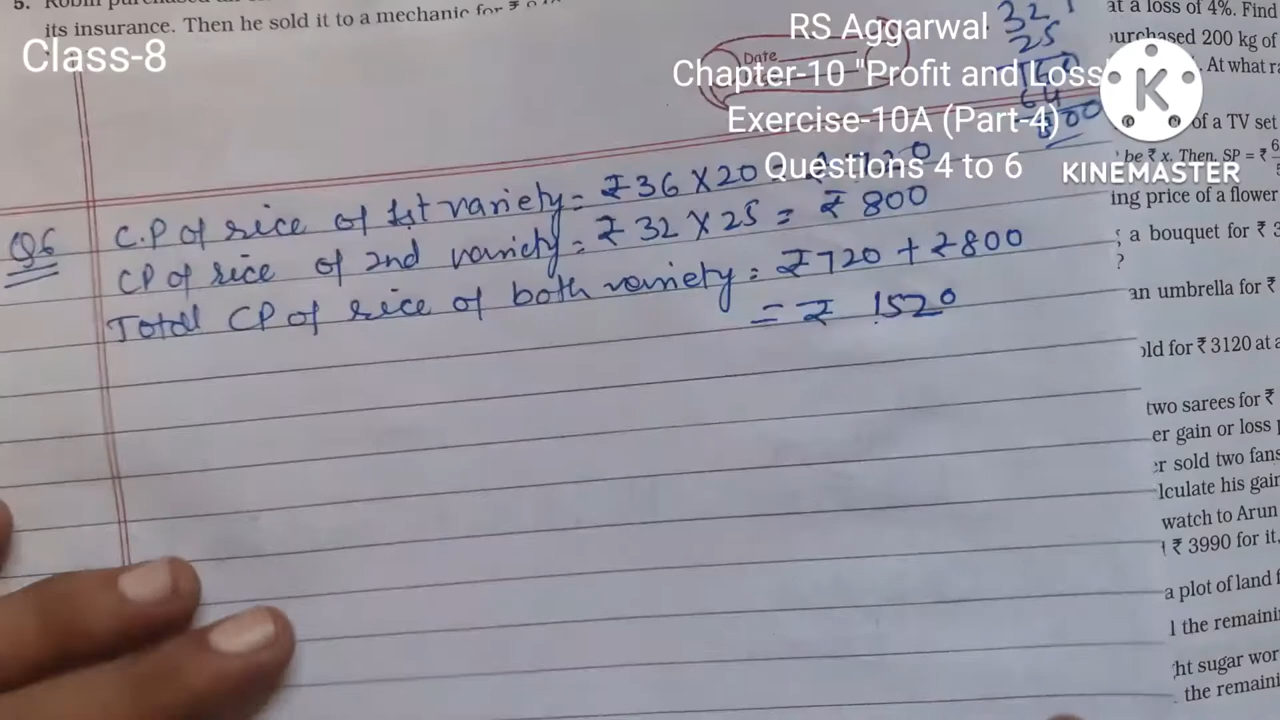 its insurance. Then he sold it to a mechanic for ₹
Class-8
RS Aggarwal
Chapter-10 "Profit and Loss"
Exercise-10A (Part-4)
Questions 4 to 6
KINEMASTER
Date
32
25
64
800
Q6
C.P of rice of 1st variety = ₹36 X 20
CP of rice of 2nd variety = ₹ 32 X 25 = ₹ 800
Total CP of rice of both variety = ₹720 + ₹800
= ₹ 1520
at a loss of 4%. Find
purchased 200 kg of
. At what
of a TV set
be ₹ x. Then, SP = ₹
ing price of a flower
a bouquet for ₹
?
an umbrella for ₹
old for ₹ 3120 at
two sarees for ₹
er gain or loss
sold two fans
lculate his gain
watch to Arun
₹ 3990 for it.
a plot of land
l the remaini
ht sugar wor
the remaini